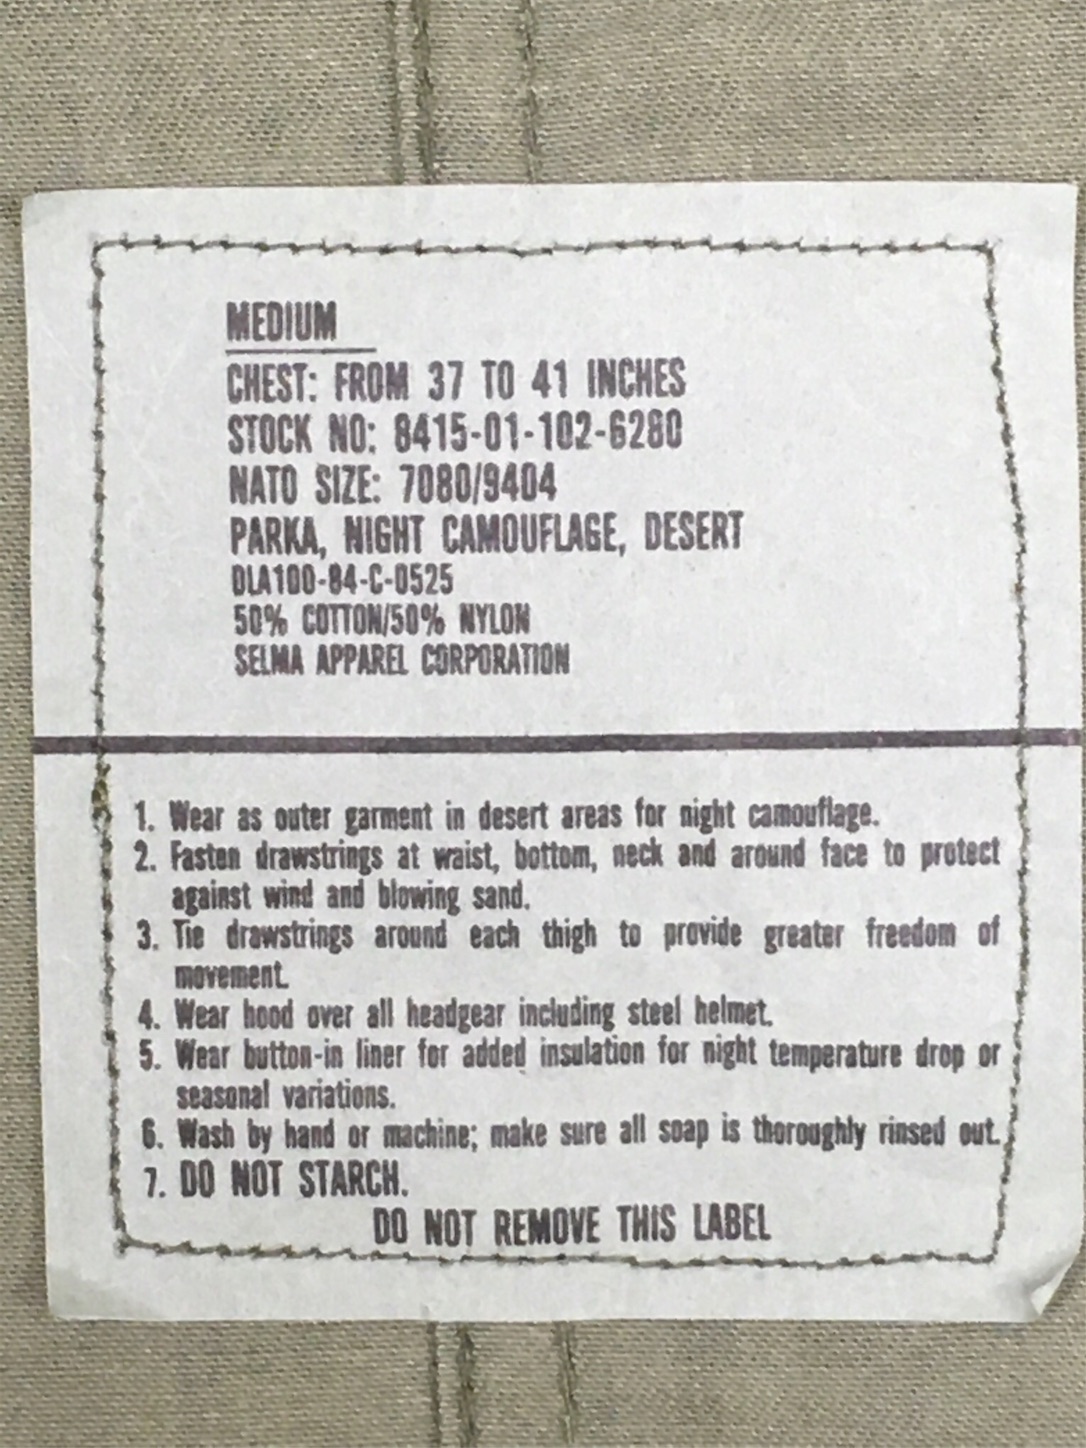 MEDIUM
CHEST: FROM 37 TO 41 INCHES
STOCK NO: 8415-01-102-6280
NATO SIZE: 7080/9404
PARKA, NIGHT CAMOUFLAGE, DESERT
DLA100-84-C-0525
50% COTTON/50% NYLON
SELMA APPAREL CORPORATION
1. Wear as outer garment in desert areas for night camouflage.
2. Fasten drawstrings at waist, bottom, neck and around face to protect
against wind and blowing sand.
3. Tie drawstrings around each thigh to provide greater freedom of
movement.
4. Wear hood over all headgear including steel helmet.
5. Wear button-in liner for added insulation for night temperature drop or
seasonal variations.
6. Wash by hand or machine; make sure all soap is thoroughly rinsed out.
7. DO NOT STARCH.
DO NOT REMOVE THIS LABEL